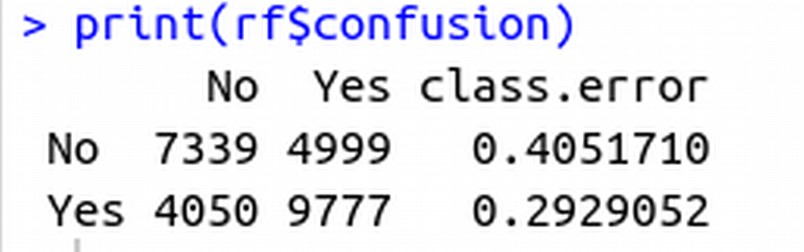 > print(rf$confusion)
No Yes class.error
No 7339 4999 0.4051710
Yes 4050 9777 0.2929052